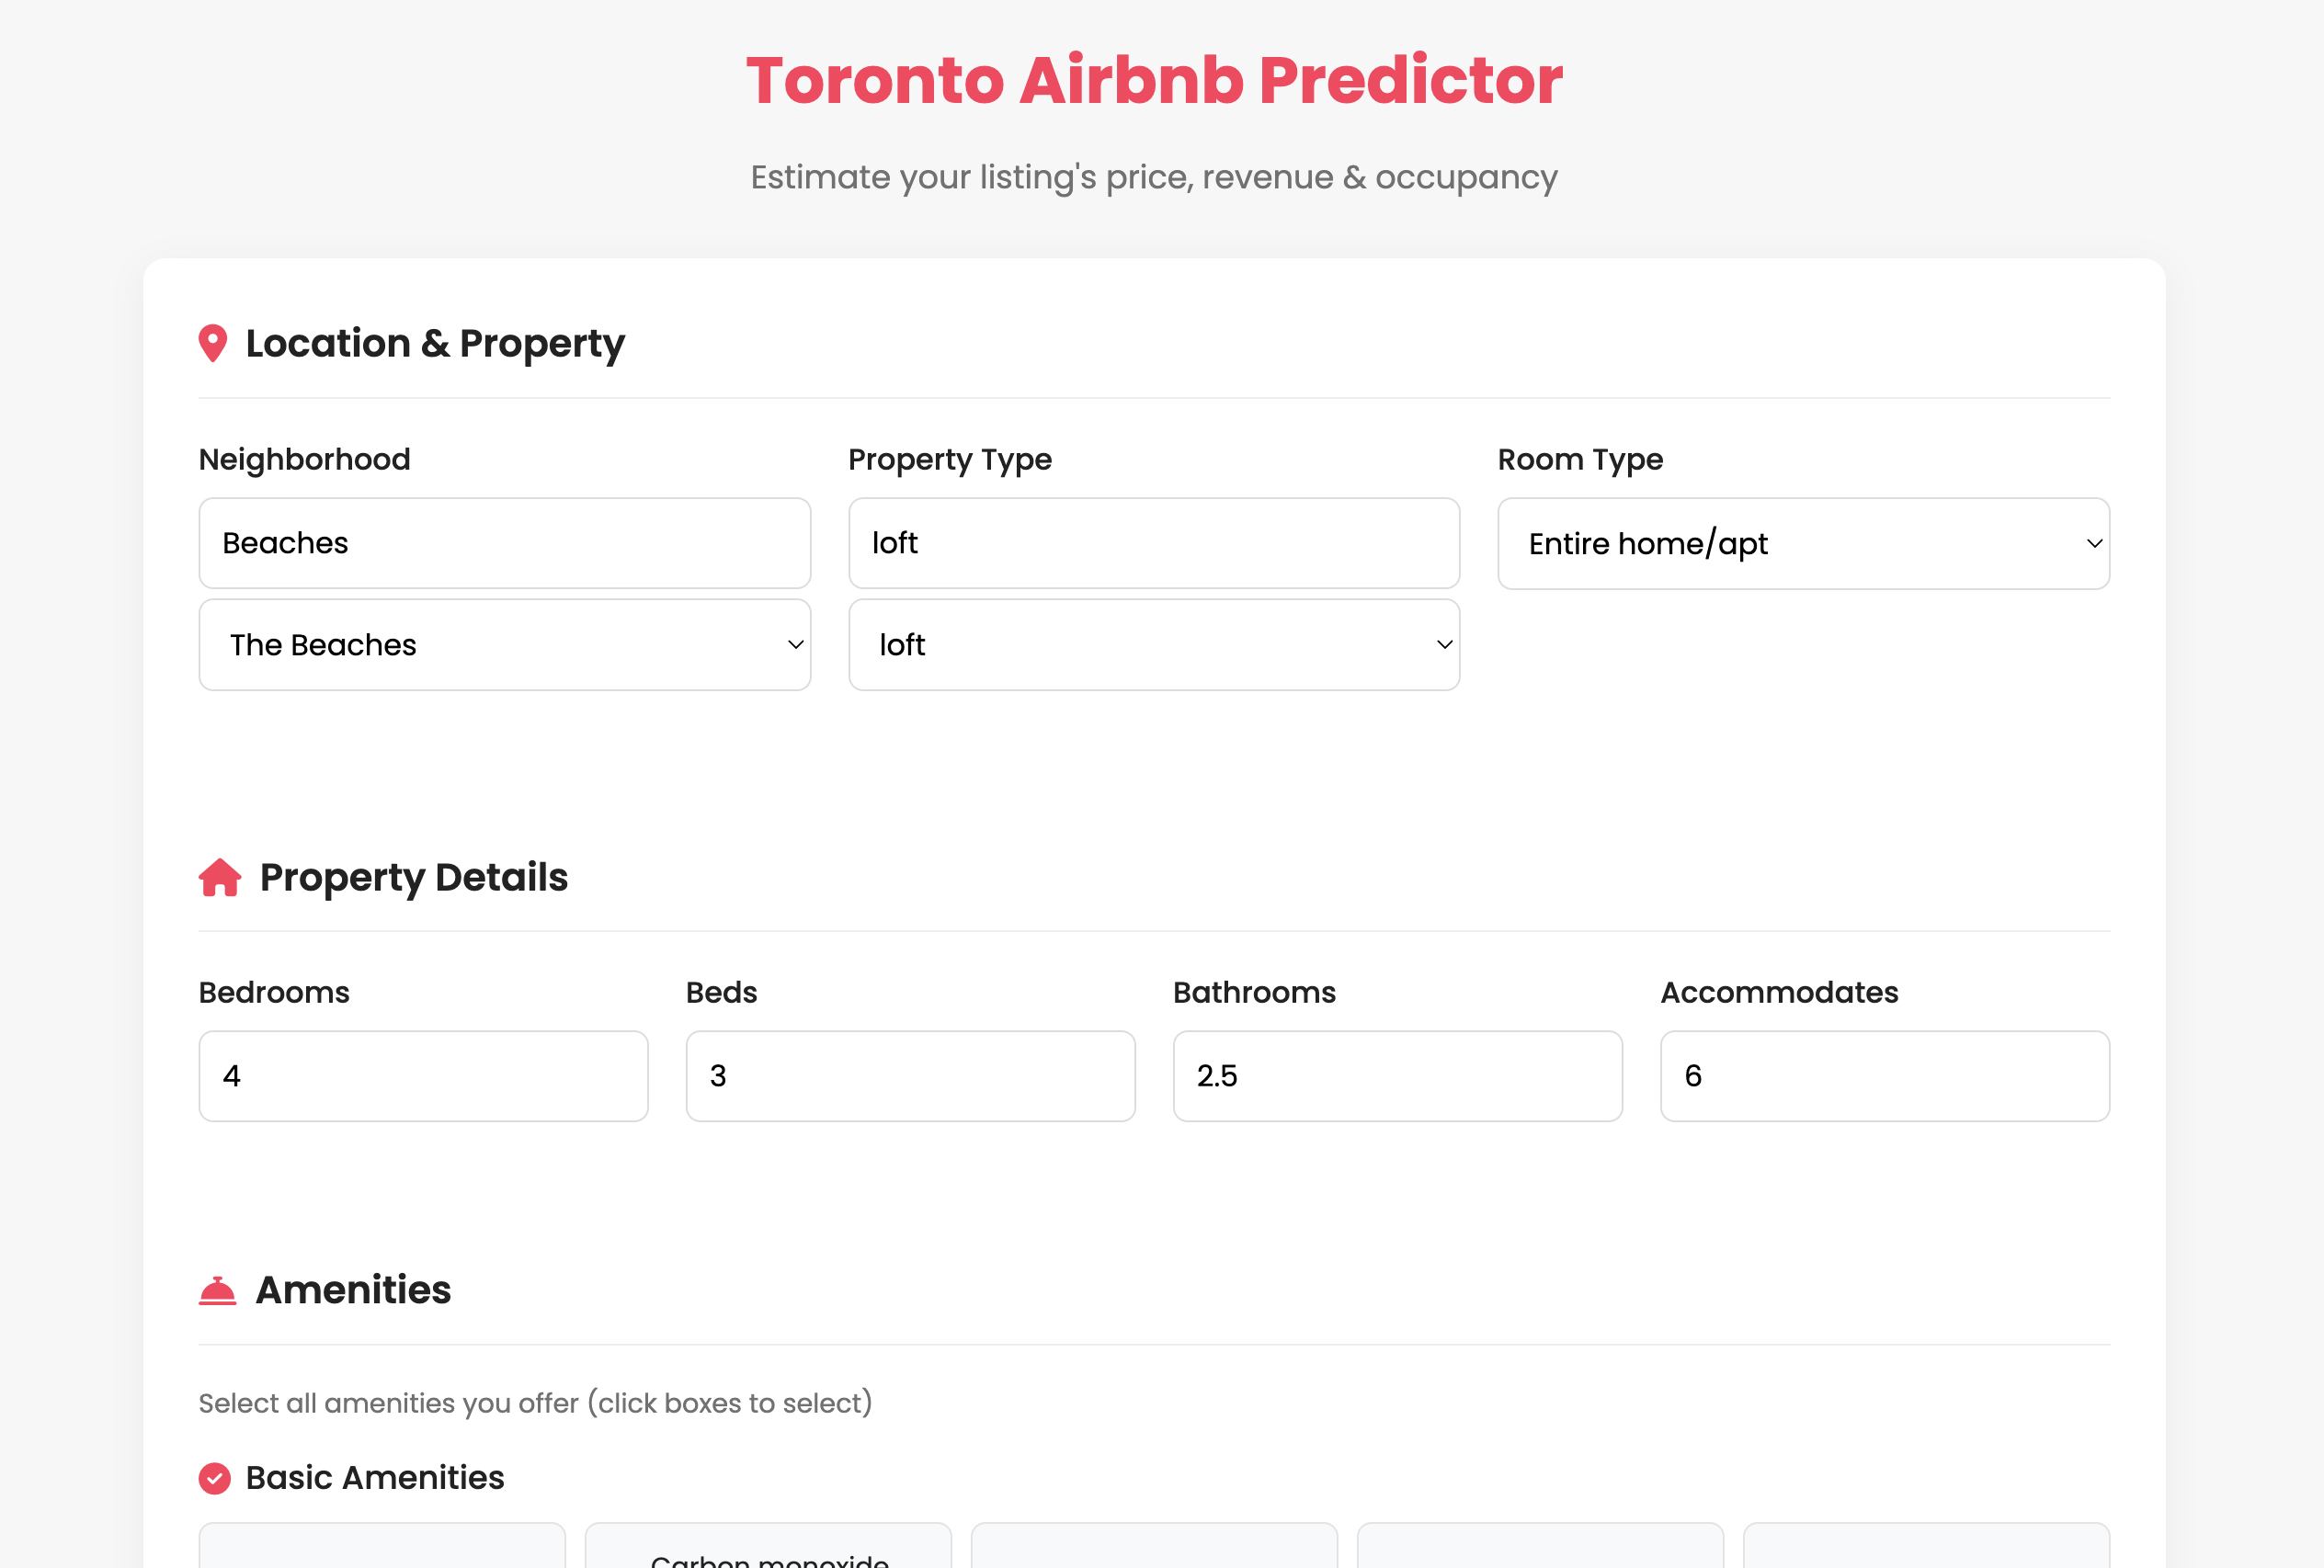 Toronto Airbnb Predictor
Estimate your listing's price, revenue & occupancy
Location & Property
Neighborhood
Property Type
Room Type
Beaches
loft
Entire home/apt
The Beaches
loft
Property Details
Bedrooms
Beds
Bathrooms
Accommodates
4
3
2.5
6
Amenities
Select all amenities you offer (click boxes to select)
Basic Amenities
Carbon monoxide